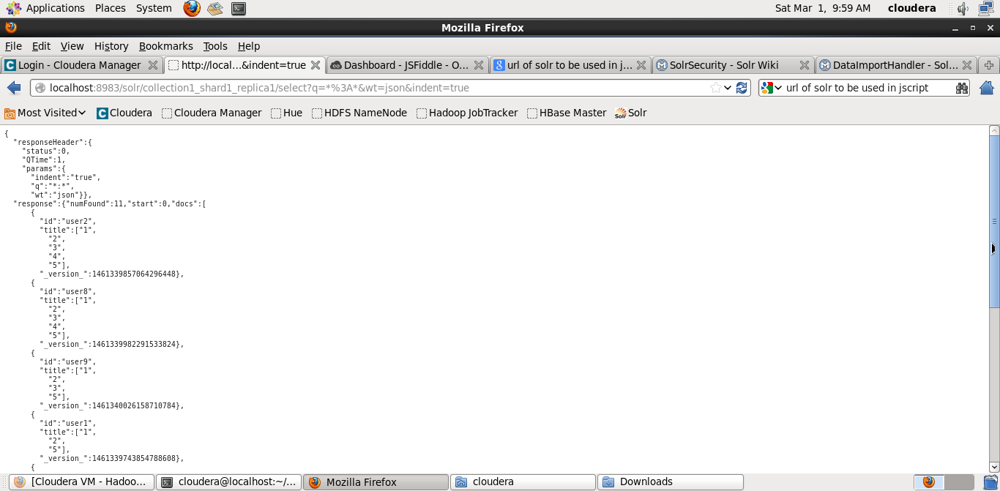 Applications Places System Sat Mar 1, 9:59 AM cloudera
Mozilla Firefox
File Edit View History Bookmarks Tools Help
Login - Cloudera Manager http://local...&indent=true Dashboard - JSFiddle - O... url of solr to be used in j... SolrSecurity - Solr Wiki DataImportHandler - Sol...
localhost:8983/solr/collection1_shard1_replica1/select?q=*%3A*&wt=json&indent=true url of solr to be used in jscript
Most Visited Cloudera Cloudera Manager Hue HDFS NameNode Hadoop JobTracker HBase Master Solr Solr
{
"responseHeader":{
"status":0,
"QTime":1,
"params":{
"indent":"true",
"q":"*:*",
"wt":"json"}},
"response":{"numFound":11,"start":0,"docs":[
{
"id":"user2",
"title":["1",
"2",
"3",
"4",
"5"],
"_version_":1461339857064296448},
{
"id":"user8",
"title":["1",
"2",
"3",
"4",
"5"],
"_version_":1461339982291533824},
{
"id":"user9",
"title":["1",
"2",
"3",
"5"],
"_version_":1461340026158710784},
{
"id":"user1",
"title":["1",
"2",
"5"],
"_version_":1461339743854788608},
{
[Cloudera VM - Hadoo... cloudera@localhost:~/... Mozilla Firefox cloudera Downloads